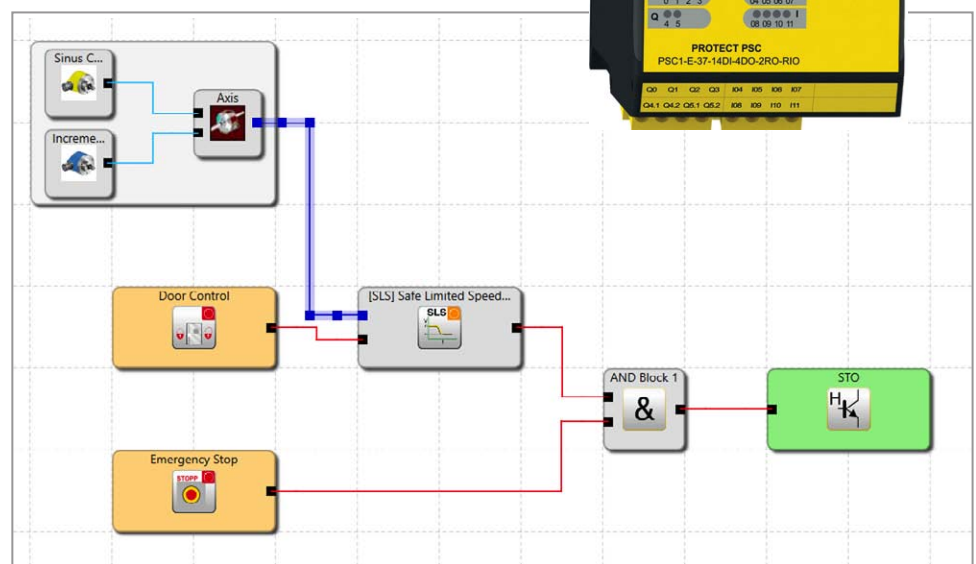 0 1 2 3 04 05 06 07
Q I
4 5 08 09 10 11
PROTECT PSC
PSC1-E-37-14DI-4DO-2RO-RIO
Q0 Q1 Q2 Q3 I04 I05 I06 I07
Q4.1 Q4.2 Q5.1 Q5.2 I08 I09 I10 I11
Sinus C...
Axis
Increme...
Door Control
[SLS] Safe Limited Speed...
SLS
AND Block 1
&
STO
H
Emergency Stop
STOPP